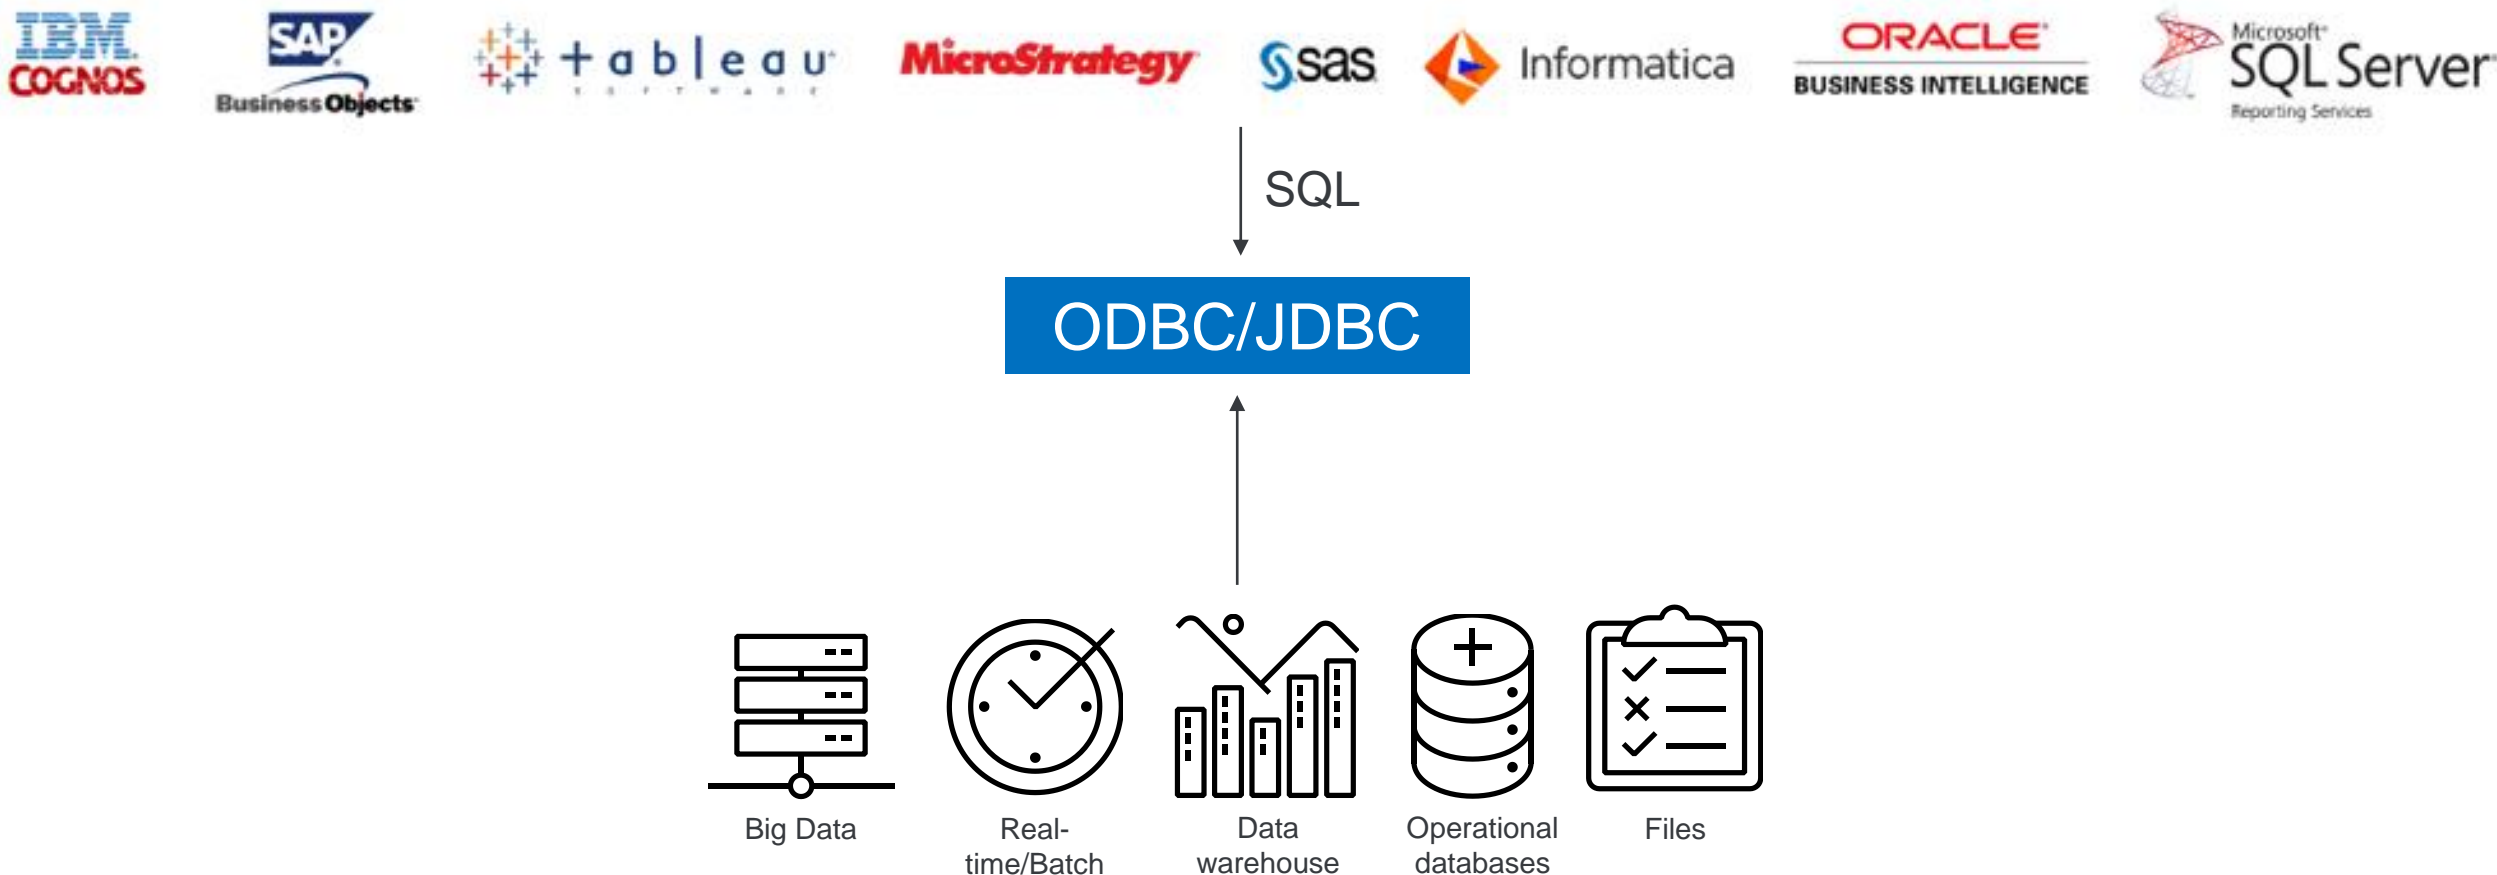 IBM.
COGNOS
SAP
Business Objects
+ a b | e a u
S O F T W A R E
MicroStrategy
sas
Informatica
ORACLE
BUSINESS INTELLIGENCE
Microsoft
SQL Server
Reporting Services
SQL
ODBC/JDBC
Big Data
Real-
time/Batch
Data
warehouse
Operational
databases
Files